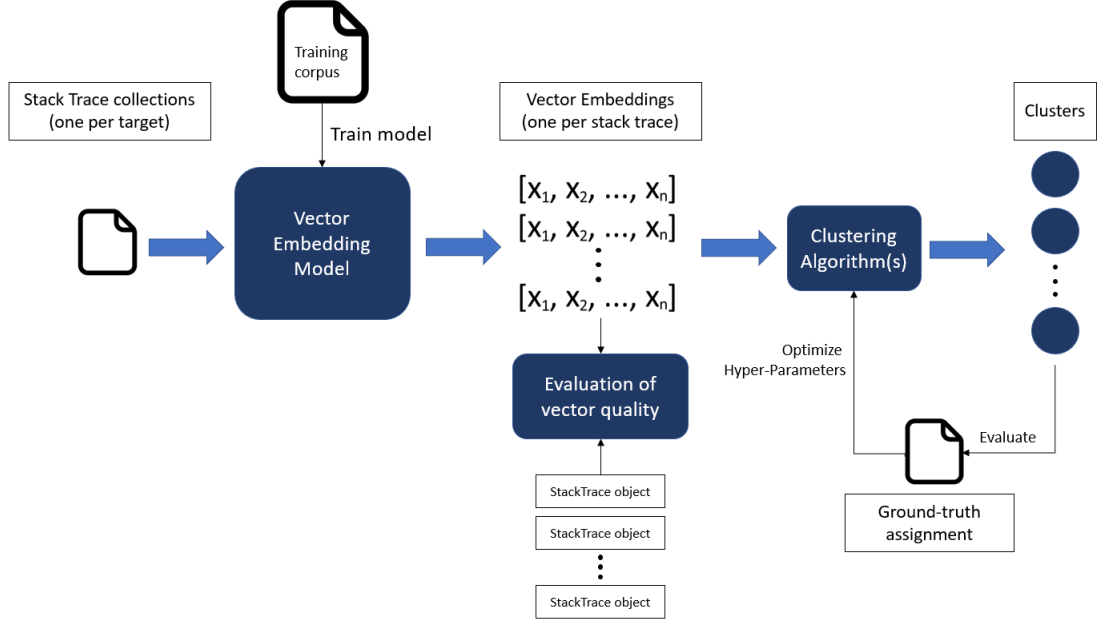 Training
corpus
Stack Trace collections
(one per target)
Train model
Vector Embeddings
(one per stack trace)
Clusters
Vector
Embedding
Model
[x₁, x₂, ..., xₙ]
[x₁, x₂, ..., xₙ]
[x₁, x₂, ..., xₙ]
Clustering
Algorithm(s)
Optimize
Hyper-Parameters
Evaluation of
vector quality
Evaluate
StackTrace object
StackTrace object
StackTrace object
Ground-truth
assignment